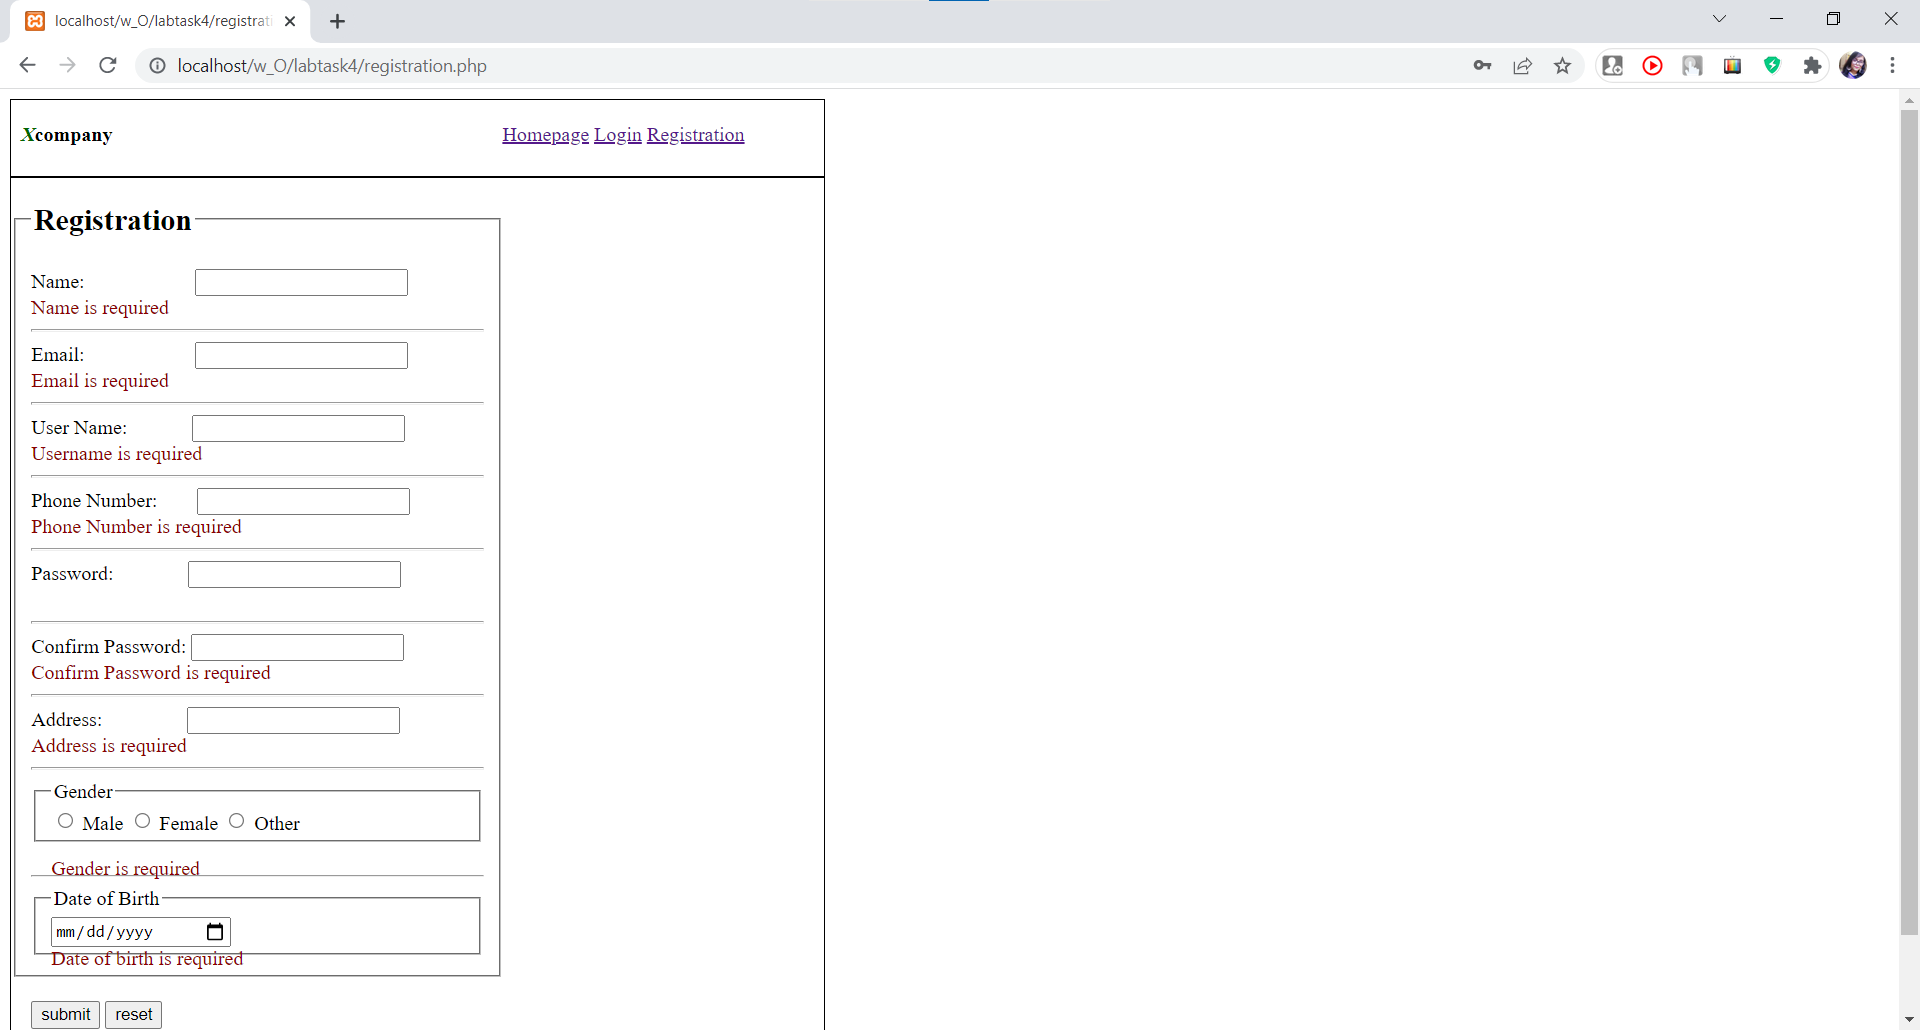 localhost/w_O/labtask4/registrati
localhost/w_O/labtask4/registration.php
Xcompany Homepage Login Registration
Registration
Name:
Name is required
Email:
Email is required
User Name:
Username is required
Phone Number:
Phone Number is required
Password:
Confirm Password:
Confirm Password is required
Address:
Address is required
Gender
Male Female Other
Gender is required
Date of Birth
mm/dd/yyyy
Date of birth is required
submit reset